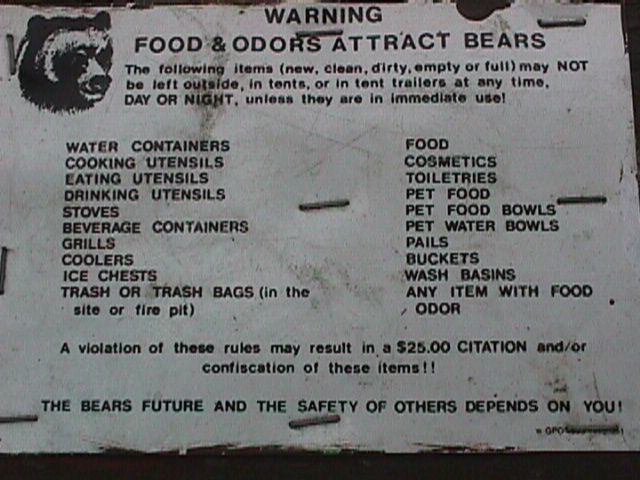 WARNING
FOOD & ODORS ATTRACT BEARS
The following items (new, clean, dirty, empty or full) may NOT
be left outside, in tents, or in tent trailers at any time,
DAY OR NIGHT, unless they are in immediate use!
WATER CONTAINERS
COOKING UTENSILS
EATING UTENSILS
DRINKING UTENSILS
STOVES
BEVERAGE CONTAINERS
GRILLS
COOLERS
ICE CHESTS
TRASH OR TRASH BAGS (in the
site or fire pit)
FOOD
COSMETICS
TOILETRIES
PET FOOD
PET FOOD BOWLS
PET WATER BOWLS
PAILS
BUCKETS
WASH BASINS
ANY ITEM WITH FOOD
ODOR
A violation of these rules may result in a $25.00 CITATION and/or
confiscation of these items!!
THE BEARS FUTURE AND THE SAFETY OF OTHERS DEPENDS ON YOU!
GPO